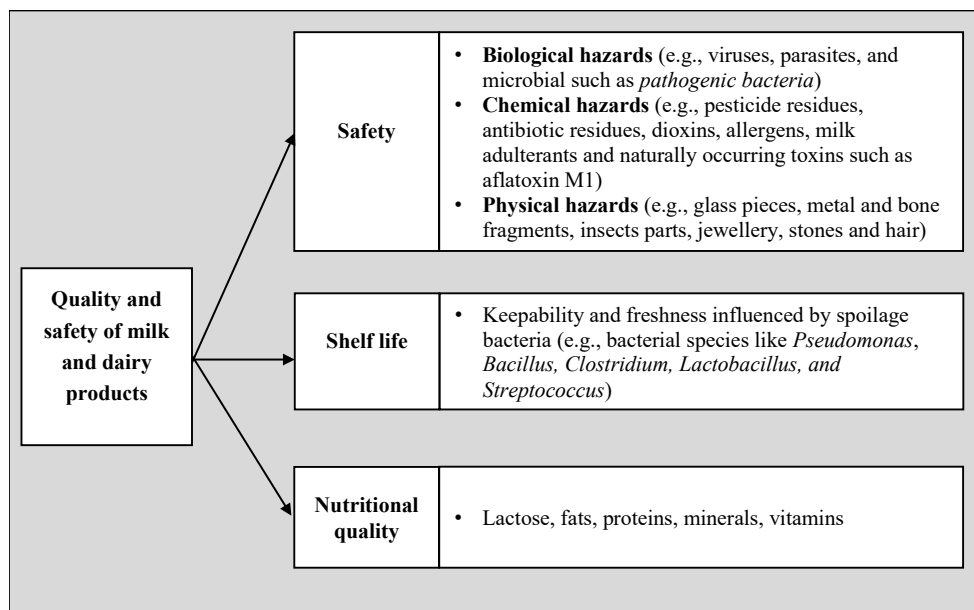 Quality and
safety of milk
and dairy
products
Safety
• Biological hazards (e.g., viruses, parasites, and
microbial such as pathogenic bacteria)
• Chemical hazards (e.g., pesticide residues,
antibiotic residues, dioxins, allergens, milk
adulterants and naturally occurring toxins such as
aflatoxin M1)
• Physical hazards (e.g., glass pieces, metal and bone
fragments, insects parts, jewellery, stones and hair)
Shelf life
• Keepability and freshness influenced by spoilage
bacteria (e.g., bacterial species like Pseudomonas,
Bacillus, Clostridium, Lactobacillus, and
Streptococcus)
Nutritional
quality
• Lactose, fats, proteins, minerals, vitamins